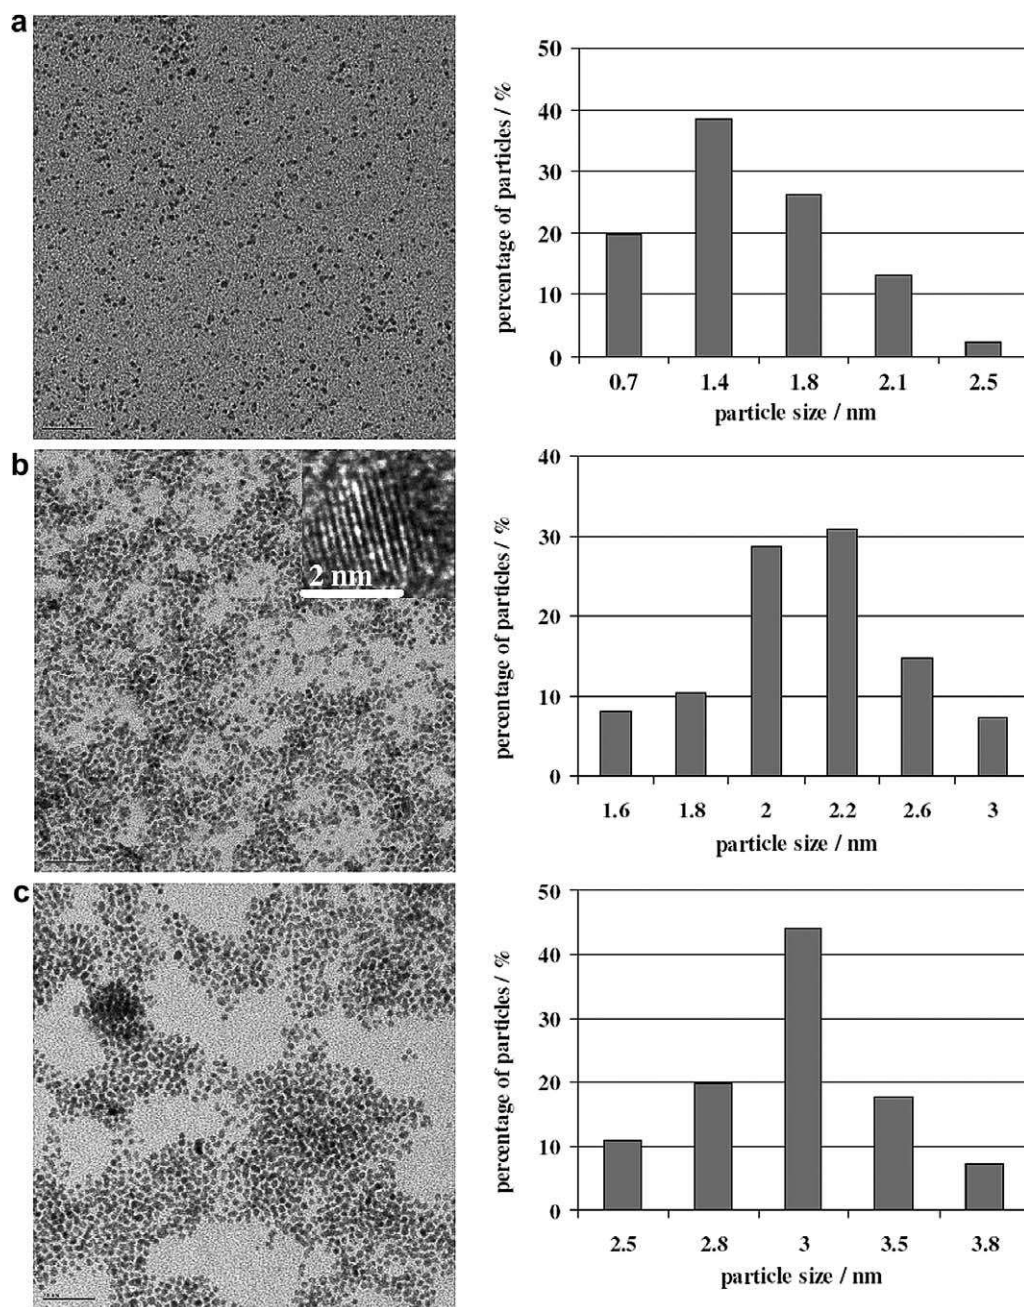 a
50
40
30
20
10
0
percentage of particles / %
0.7 1.4 1.8 2.1 2.5
particle size / nm
b
2 nm
40
30
20
10
0
percentage of particles / %
1.6 1.8 2 2.2 2.6 3
particle size / nm
c
50
40
30
20
10
0
percentage of particles / %
2.5 2.8 3 3.5 3.8
particle size / nm